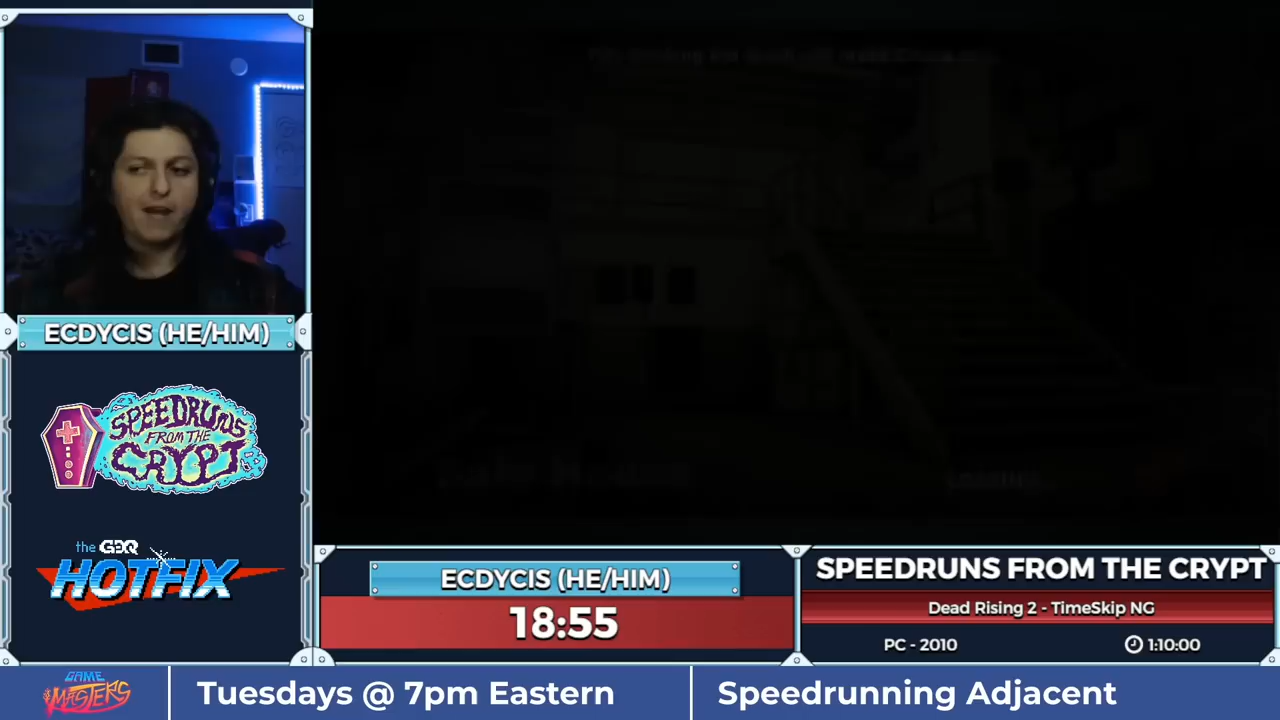 ECDYCIS (HE/HIM)
SPEEDRUNS
FROM THE
CRYPT
the GDQ
HOTFIX
ECDYCIS (HE/HIM)
18:55
SPEEDRUNS FROM THE CRYPT
Dead Rising 2 - TimeSkip NG
PC - 2010
1:10:00
GAME
MASTERS
Tuesdays @ 7pm Eastern
Speedrunning Adjacent